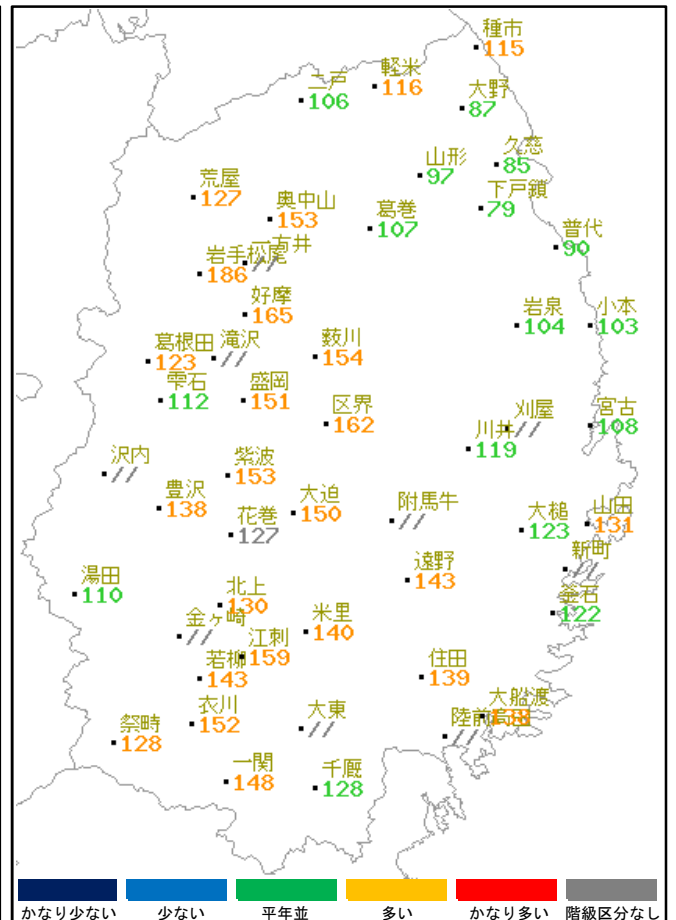 種市
115
軽米
116
二戸
106
大野
87
久慈
85
山形
97
荒屋
127
下戸鎖
79
奥中山
153
葛巻
107
普代
90
一方井
//
岩手松尾
186
好摩
165
岩泉
104
小本
103
葛根田
123
滝沢
//
薮川
154
雫石
112
盛岡
151
区界
162
刈屋
//
宮古
108
川井
119
沢内
//
紫波
153
豊沢
138
大迫
150
附馬牛
//
大槌
123
山田
131
花巻
127
新町
//
湯田
110
遠野
143
釜石
122
北上
130
金ヶ崎
//
米里
140
江刺
159
若柳
143
住田
139
衣川
152
大船渡
138
大東
//
陸前高田
//
祭畤
128
一関
148
千厩
128
かなり少ない 少ない 平年並 多い かなり多い 階級区分なし